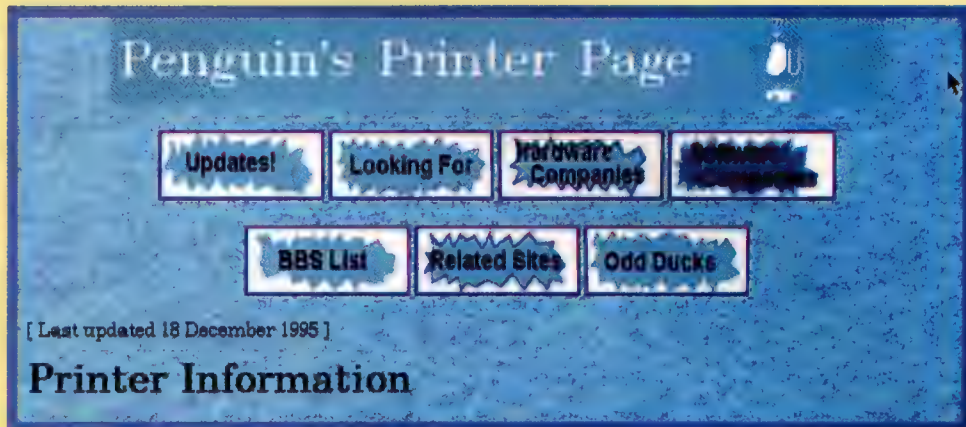 Penguin's Printer Page
Updates!
Looking For
Hardware
Companies
BBS List
Related Sites
Odd Ducks
[ Last updated 18 December 1995 ]
Printer Information